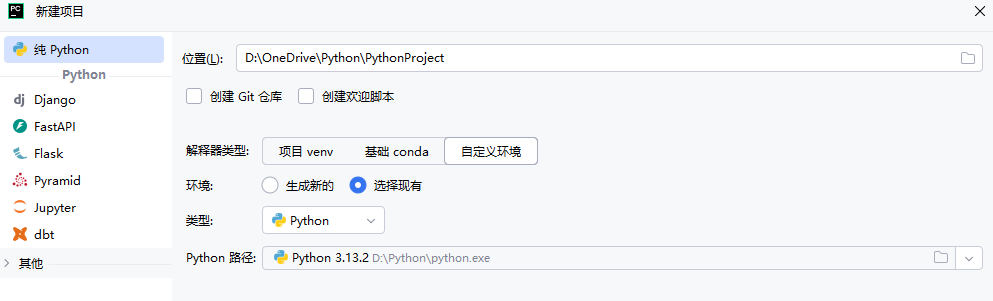 PC 新建项目
纯 Python
Python
dj Django
FastAPI
Flask
Pyramid
Jupyter
dbt
其他
位置(L): D:\OneDrive\Python\PythonProject
创建 Git 仓库 创建欢迎脚本
解释器类型: 项目 venv 基础 conda 自定义环境
环境: 生成新的 选择现有
类型: Python
Python 路径: Python 3.13.2 D:\Python\python.exe